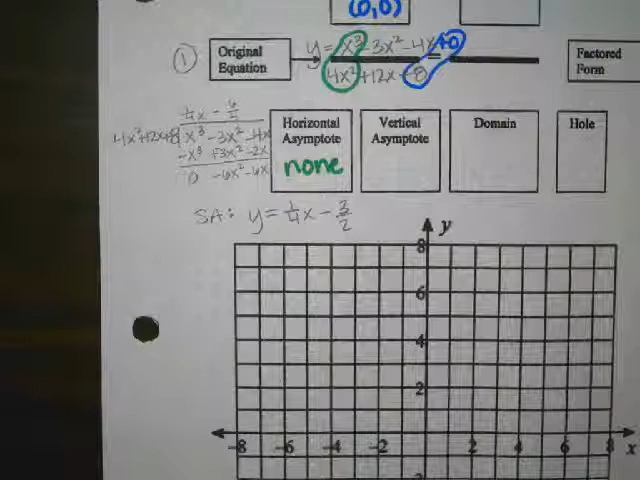 (0,0)
① Original Equation y = x³ - 3x² - 4x + 0 = Factored Form
4x² + 12x + 8
¼x - 6/4
4x² + 12x + 8 x³ - 3x² - 4x
-x³ + 3x² - 2x
0 - 6x² - 6x
Horizontal Asymptote Vertical Asymptote Domain Hole
none
SA: y = ¼x - 3/2
y
8
6
4
2
-8 -6 -4 -2 2 4 6 8 x